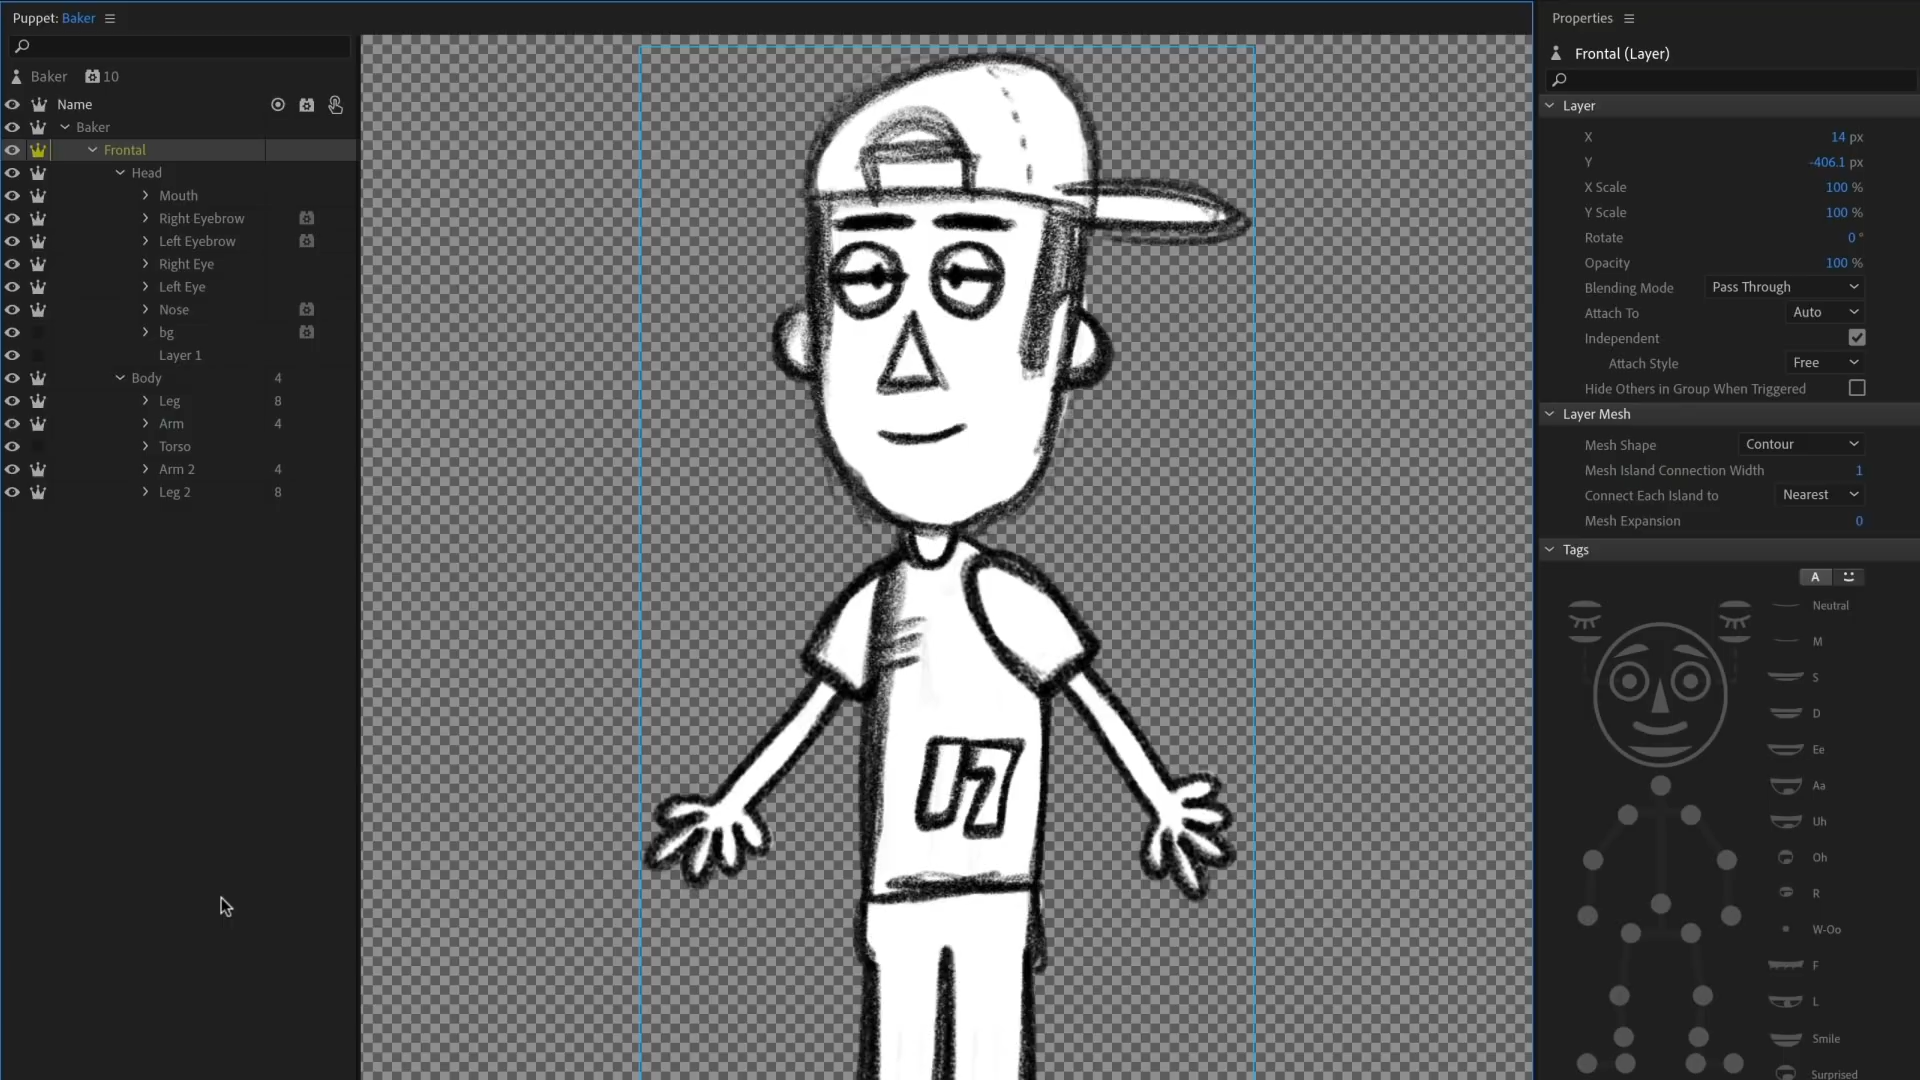 Puppet: Baker
Baker 10
Name
Baker
Frontal
Head
Mouth
Right Eyebrow
Left Eyebrow
Right Eye
Left Eye
Nose
bg
Layer 1
Body 4
Leg 8
Arm 4
Torso
Arm 2 4
Leg 2 8
17
Properties
Frontal (Layer)
Layer
X 14 px
Y -406.1 px
X Scale 100 %
Y Scale 100 %
Rotate 0 °
Opacity 100 %
Blending Mode Pass Through
Attach To Auto
Independent
Attach Style Free
Hide Others in Group When Triggered
Layer Mesh
Mesh Shape Contour
Mesh Island Connection Width 1
Connect Each Island to Nearest
Mesh Expansion 0
Tags
A
Neutral
M
S
D
Ee
Aa
Uh
Oh
R
W-Oo
F
L
Smile
Surprised